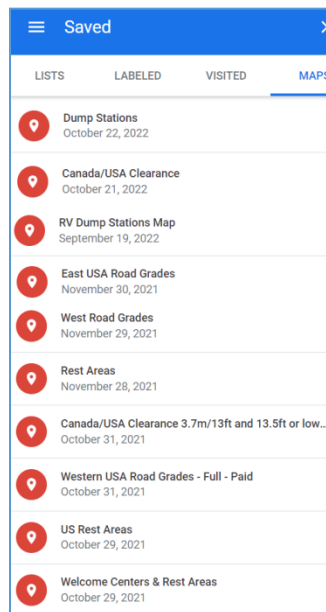 Saved
LISTS LABELED VISITED MAPS
Dump Stations
October 22, 2022
Canada/USA Clearance
October 21, 2022
RV Dump Stations Map
September 19, 2022
East USA Road Grades
November 30, 2021
West Road Grades
November 29, 2021
Rest Areas
November 28, 2021
Canada/USA Clearance 3.7m/13ft and 13.5ft or low...
October 31, 2021
Western USA Road Grades - Full - Paid
October 31, 2021
US Rest Areas
October 29, 2021
Welcome Centers & Rest Areas
October 29, 2021